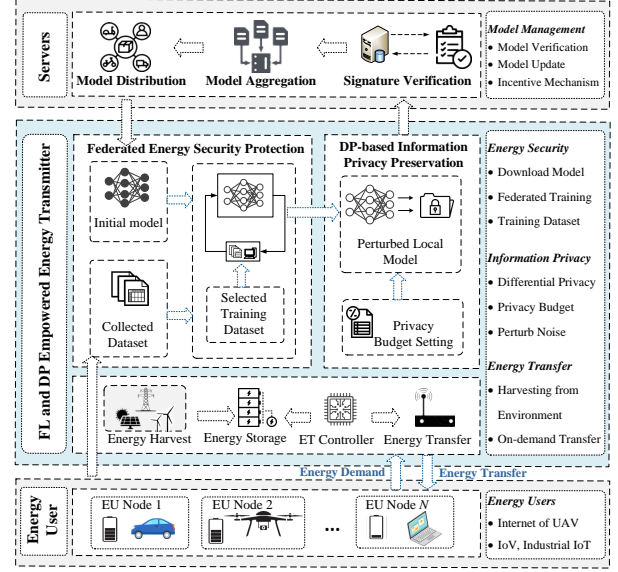 Servers
Model Distribution
Model Aggregation
Signature Verification
Model Management
• Model Verification
• Model Update
• Incentive Mechanism
FL and DP Empowered Energy Transmitter
Federated Energy Security Protection
Initial model
Collected
Dataset
Selected
Training
Dataset
DP-based Information
Privacy Preservation
Perturbed Local
Model
Privacy
Budget Setting
Energy Harvest
Energy Storage
ET Controller
Energy Transfer
Energy Security
• Download Model
• Federated Training
• Training Dataset
Information Privacy
• Differential Privacy
• Privacy Budget
• Perturb Noise
Energy Transfer
• Harvesting from
Environment
• On-demand Transfer
Energy Demand
Energy Transfer
Energy
User
EU Node 1
EU Node 2
...
EU Node N
Energy Users
• Internet of UAV
• IoV, Industrial IoT